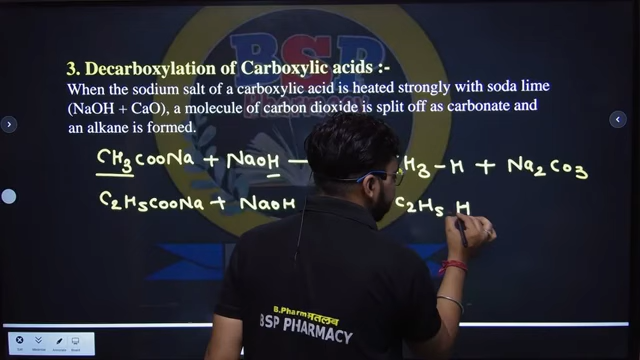 3. Decarboxylation of Carboxylic acids :-
When the sodium salt of a carboxylic acid is heated strongly with soda lime
(NaOH + CaO), a molecule of carbon dioxide is split off as carbonate and
an alkane is formed.
CH3COONa + NaOH — H3-H + Na2CO3
C2H5COONa + NaOH C2H5 H
B.Pharm मतलब
BSP PHARMACY